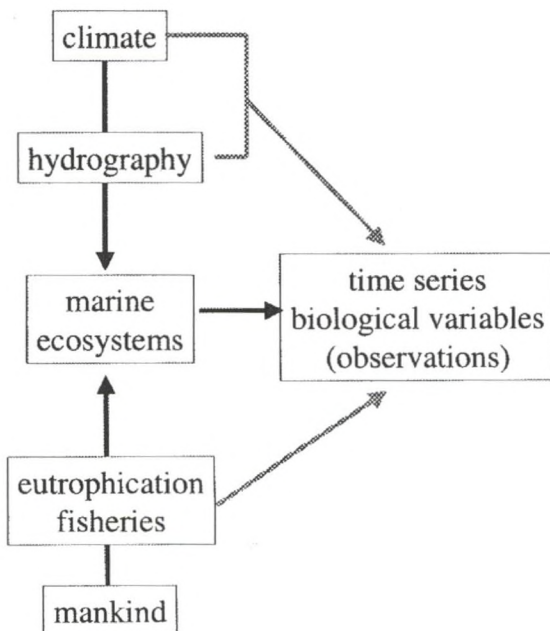 climate
hydrography
marine
ecosystems
time series
biological variables
(observations)
eutrophication
fisheries
mankind